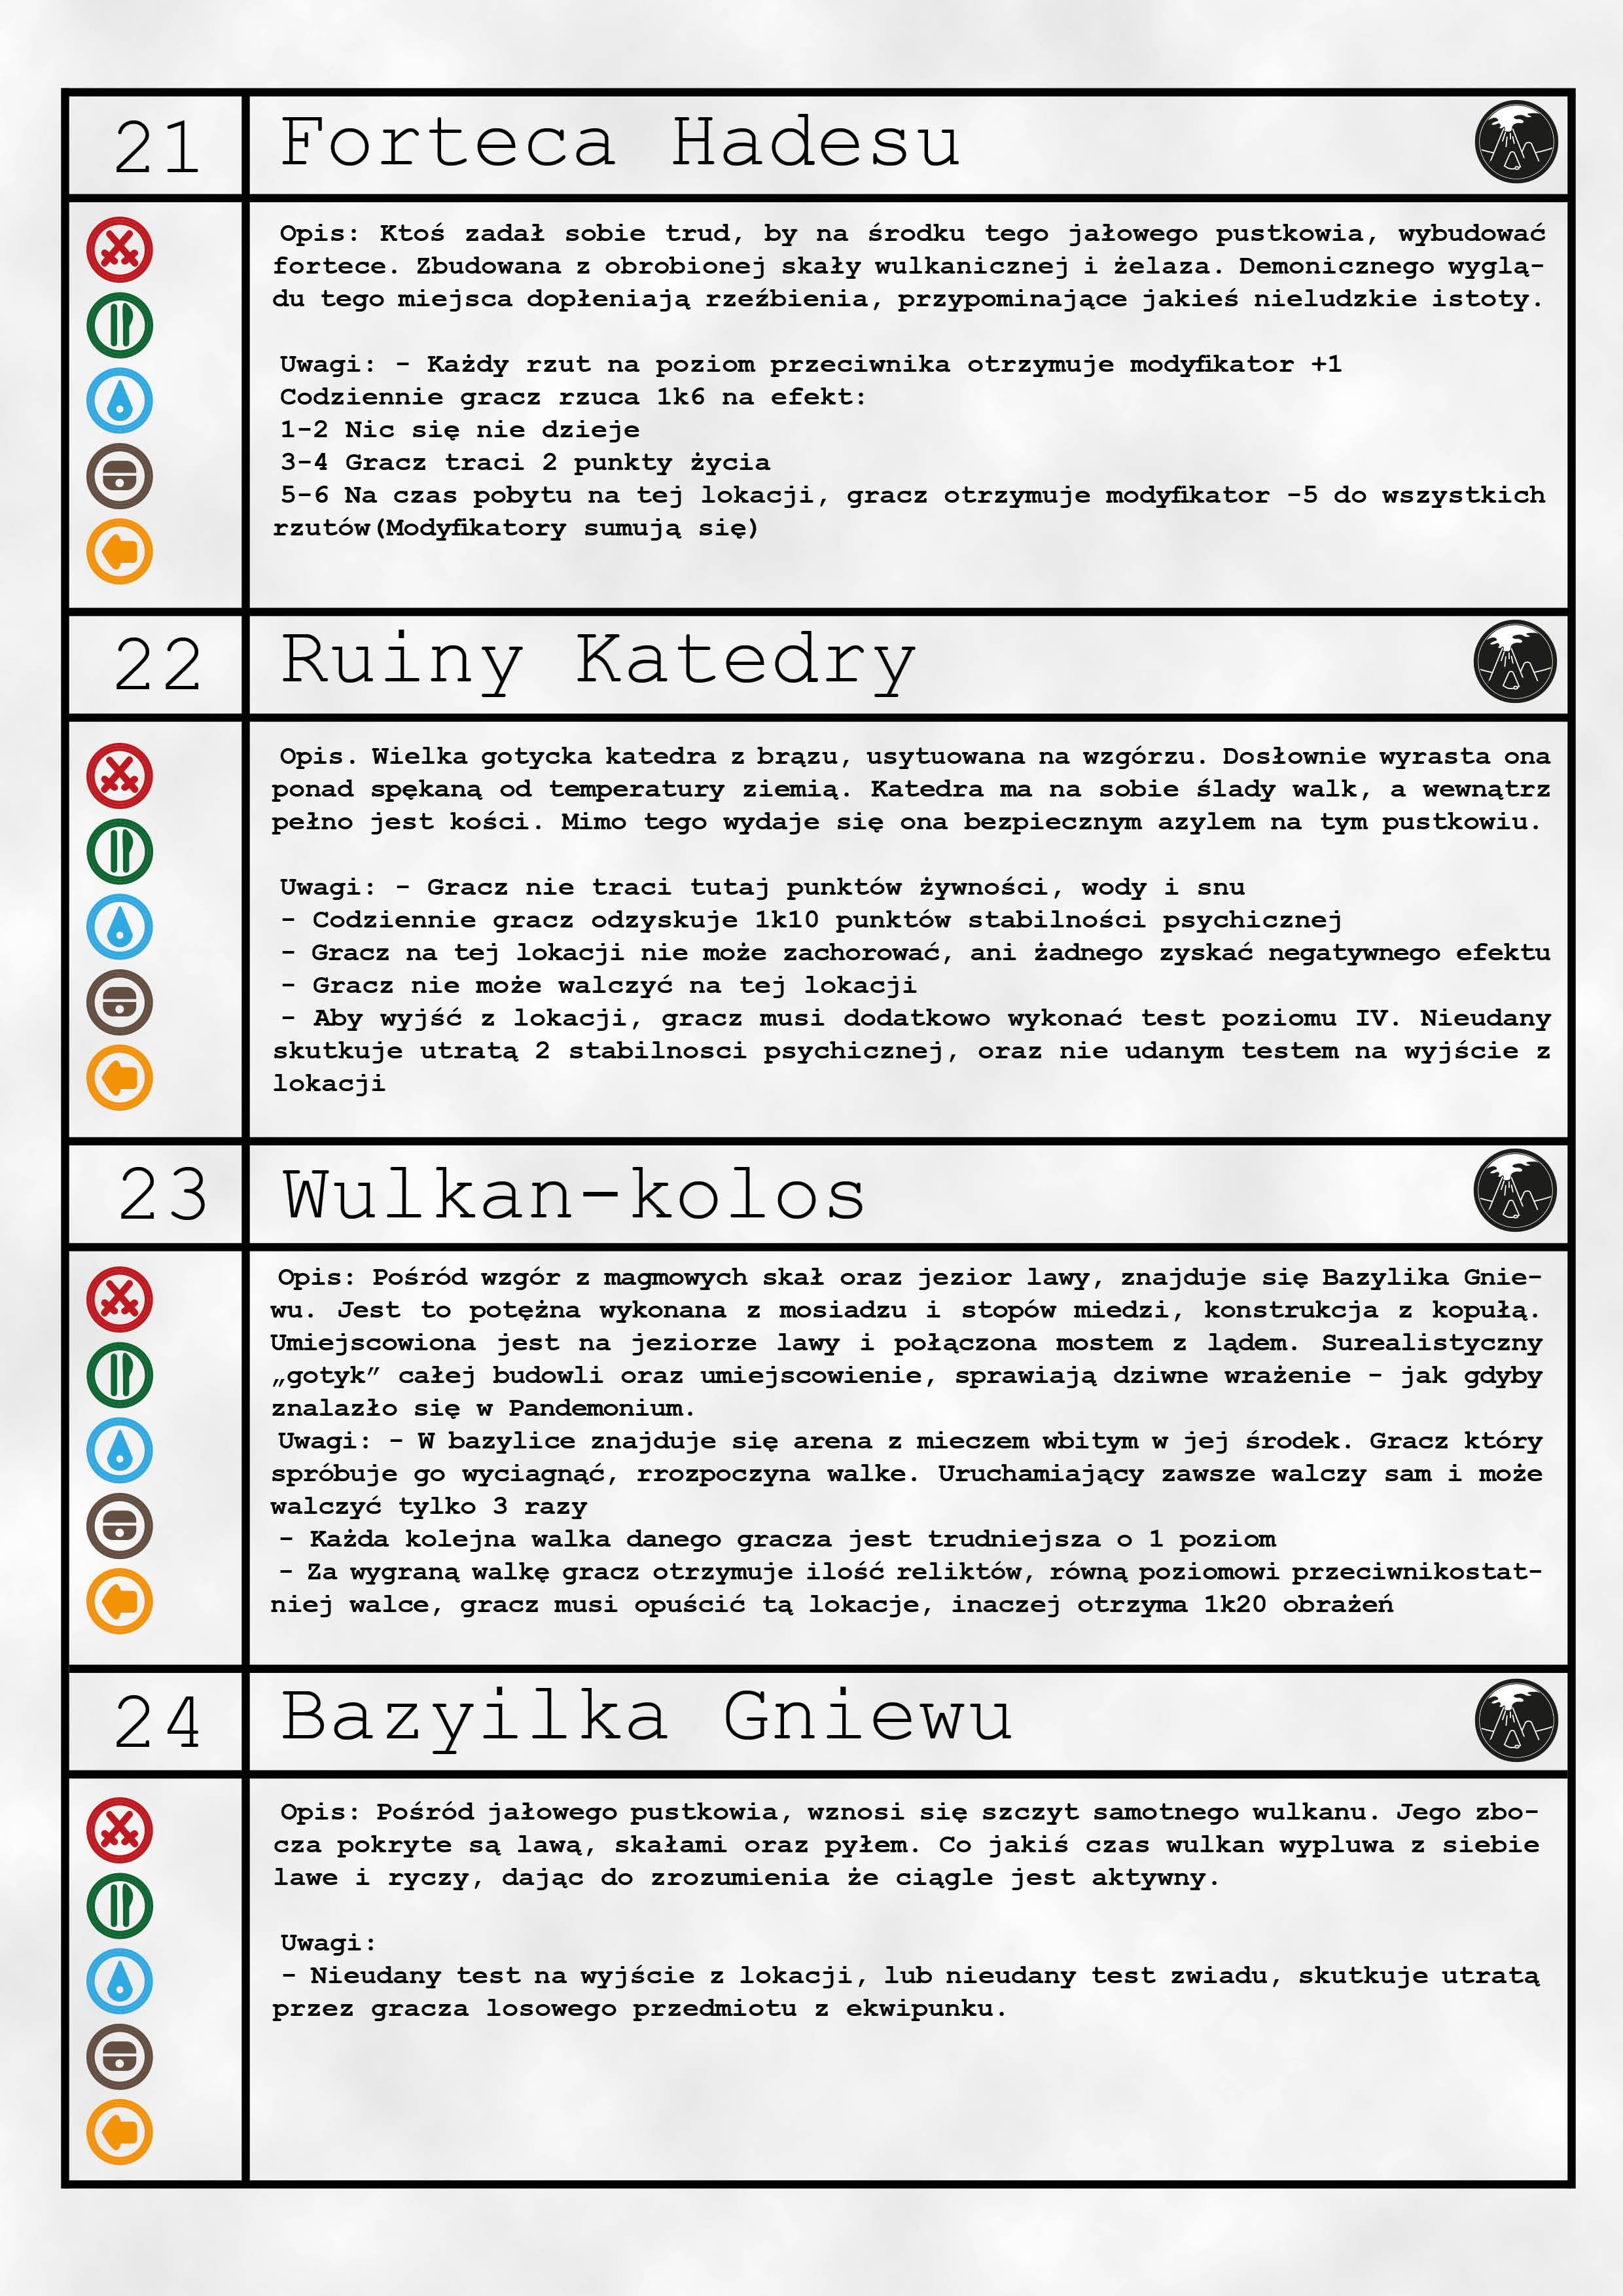 21 Forteca Hadesu
Opis: Ktoś zadał sobie trud, by na środku tego jałowego pustkowia, wybudować
fortece. Zbudowana z obrobionej skały wulkanicznej i żelaza. Demonicznego wyglą-
du tego miejsca dopłeniają rzeźbienia, przypominające jakieś nieludzkie istoty.
Uwagi: - Każdy rzut na poziom przeciwnika otrzymuje modyfikator +1
Codziennie gracz rzuca 1k6 na efekt:
1-2 Nic się nie dzieje
3-4 Gracz traci 2 punkty życia
5-6 Na czas pobytu na tej lokacji, gracz otrzymuje modyfikator -5 do wszystkich
rzutów(Modyfikatory sumują się)
22 Ruiny Katedry
Opis. Wielka gotycka katedra z brązu, usytuowana na wzgórzu. Dosłownie wyrasta ona
ponad spękaną od temperatury ziemią. Katedra ma na sobie ślady walk, a wewnątrz
pełno jest kości. Mimo tego wydaje się ona bezpiecznym azylem na tym pustkowiu.
Uwagi: - Gracz nie traci tutaj punktów żywności, wody i snu
- Codziennie gracz odzyskuje 1k10 punktów stabilności psychicznej
- Gracz na tej lokacji nie może zachorować, ani żadnego zyskać negatywnego efektu
- Gracz nie może walczyć na tej lokacji
- Aby wyjść z lokacji, gracz musi dodatkowo wykonać test poziomu IV. Nieudany
skutkuje utratą 2 stabilnosci psychicznej, oraz nie udanym testem na wyjście z
lokacji
23 Wulkan-kolos
Opis: Pośród wzgór z magmowych skał oraz jezior lawy, znajduje się Bazylika Gnie-
wu. Jest to potężna wykonana z mosiadzu i stopów miedzi, konstrukcja z kopułą.
Umiejscowiona jest na jeziorze lawy i połączona mostem z lądem. Surealistyczny
„gotyk” całej budowli oraz umiejscowienie, sprawiają dziwne wrażenie - jak gdyby
znalazło się w Pandemonium.
Uwagi: - W bazylice znajduje się arena z mieczem wbitym w jej środek. Gracz który
spróbuje go wyciagnąć, rrozpoczyna walke. Uruchamiający zawsze walczy sam i może
walczyć tylko 3 razy
- Każda kolejna walka danego gracza jest trudniejsza o 1 poziom
- Za wygraną walkę gracz otrzymuje ilość reliktów, równą poziomowi przeciwnikostat-
niej walce, gracz musi opuścić tą lokacje, inaczej otrzyma 1k20 obrażeń
24 Bazyilka Gniewu
Opis: Pośród jałowego pustkowia, wznosi się szczyt samotnego wulkanu. Jego zbo-
cza pokryte są lawą, skałami oraz pyłem. Co jakiś czas wulkan wypluwa z siebie
lawe i ryczy, dając do zrozumienia że ciągle jest aktywny.
Uwagi:
- Nieudany test na wyjście z lokacji, lub nieudany test zwiadu, skutkuje utratą
przez gracza losowego przedmiotu z ekwipunku.